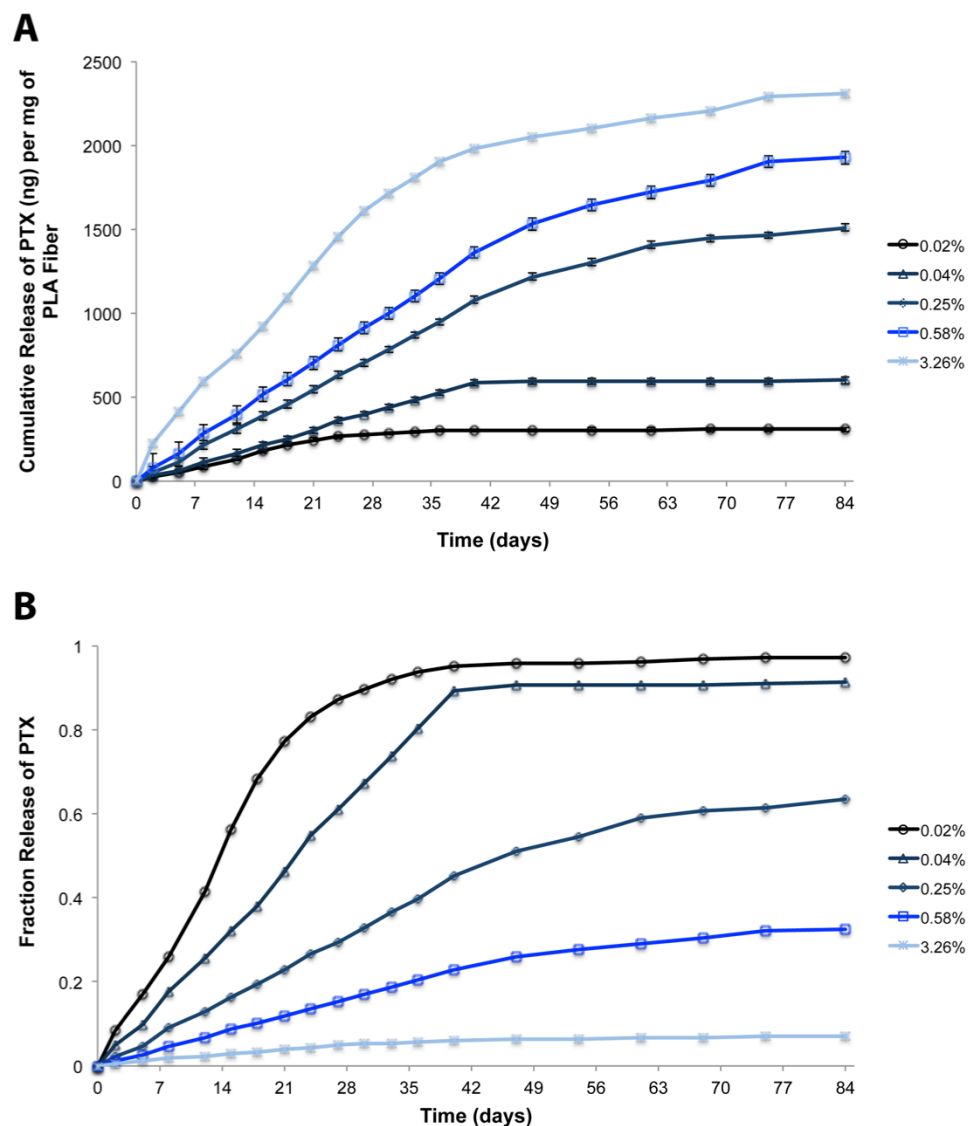 A
2500
2000
1500
1000
500
0
Cumulative Release of PTX (ng) per mg of
PLA Fiber
0 7 14 21 28 35 42 49 56 63 70 77 84
Time (days)
0.02%
0.04%
0.25%
0.58%
3.26%
B
1
0.8
0.6
0.4
0.2
0
Fraction Release of PTX
0 7 14 21 28 35 42 49 56 63 70 77 84
Time (days)
0.02%
0.04%
0.25%
0.58%
3.26%